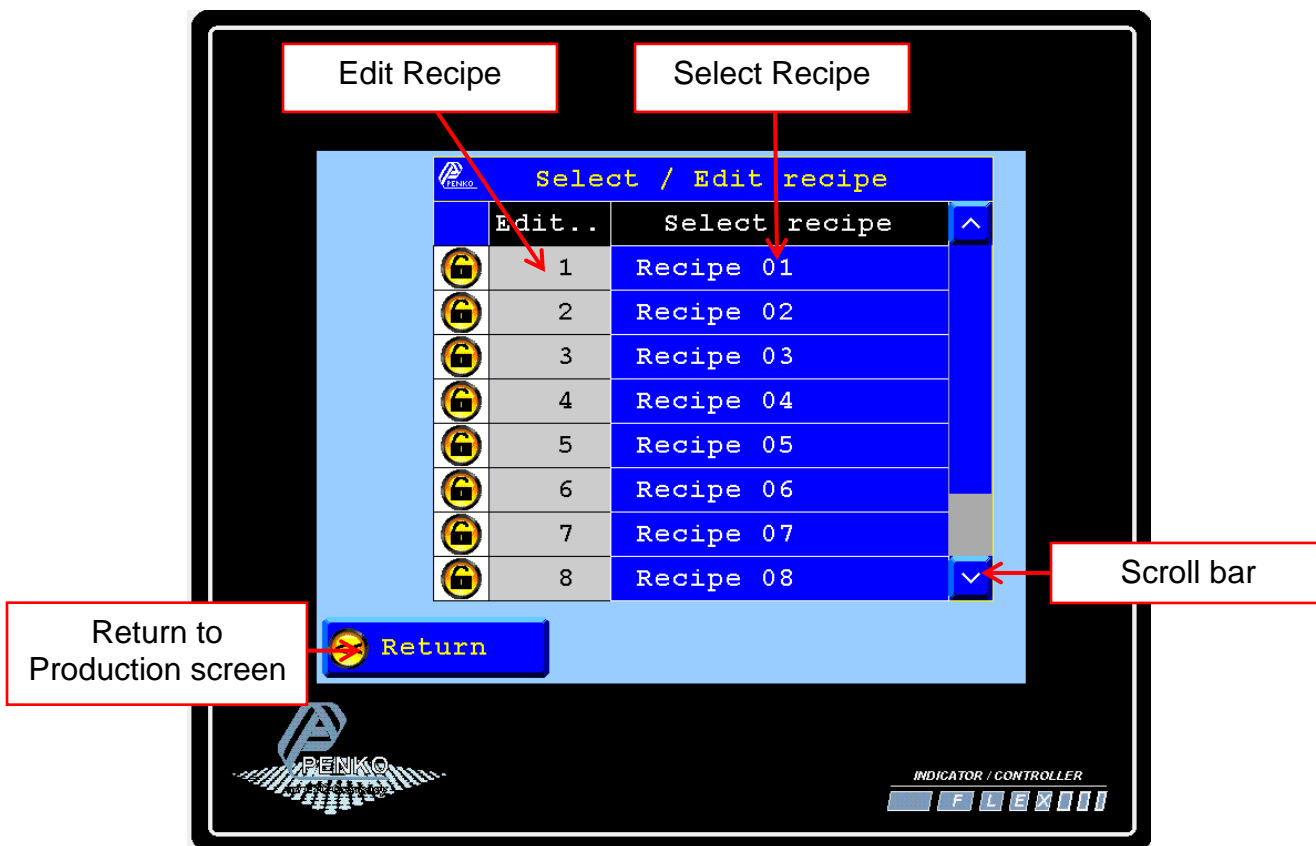 Edit Recipe
Select Recipe
PENKO
Select / Edit recipe
Edit..
Select recipe
1
Recipe 01
2
Recipe 02
3
Recipe 03
4
Recipe 04
5
Recipe 05
6
Recipe 06
7
Recipe 07
8
Recipe 08
Scroll bar
Return to
Production screen
Return
PENKO
INDICATOR / CONTROLLER
FLEX